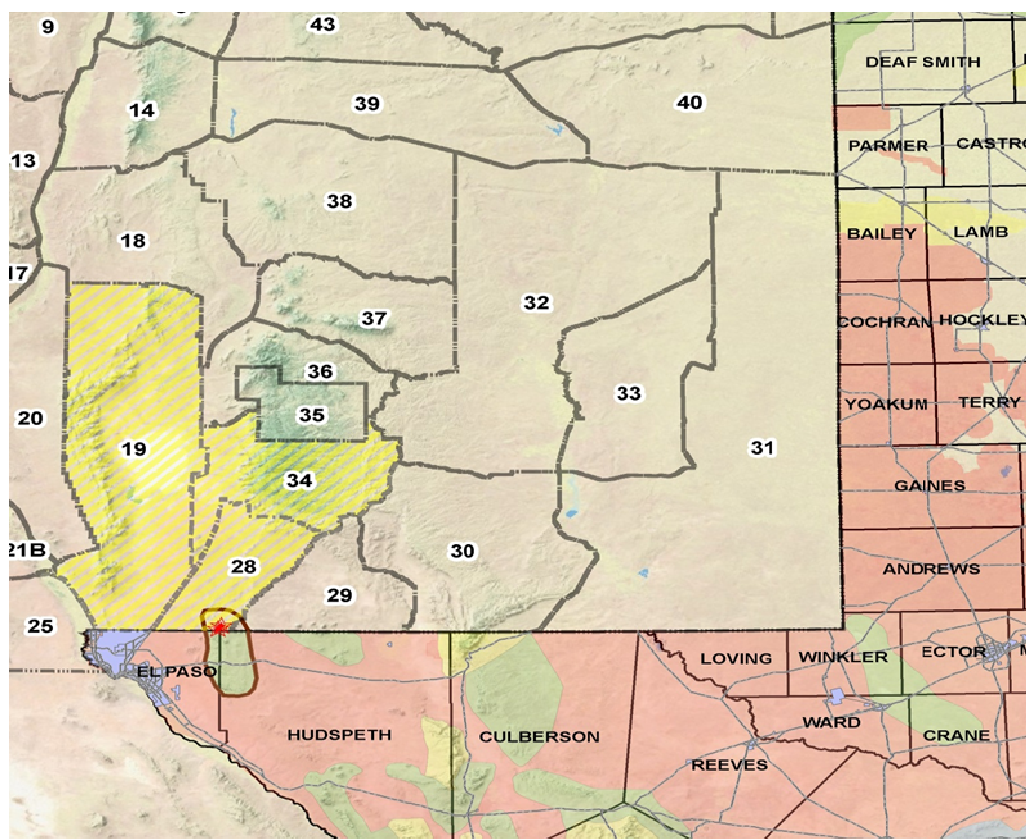 9
43
DEAF SMITH
14
39
40
13
PARMER
CASTRO
38
18
BAILEY
LAMB
17
32
37
COCHRAN
HOCKLEY
36
33
20
35
YOAKUM
TERRY
19
31
34
GAINES
21B
30
28
ANDREWS
29
25
LOVING
WINKLER
ECTOR
EL PASO
WARD
HUDSPETH
CULBERSON
CRANE
REEVES